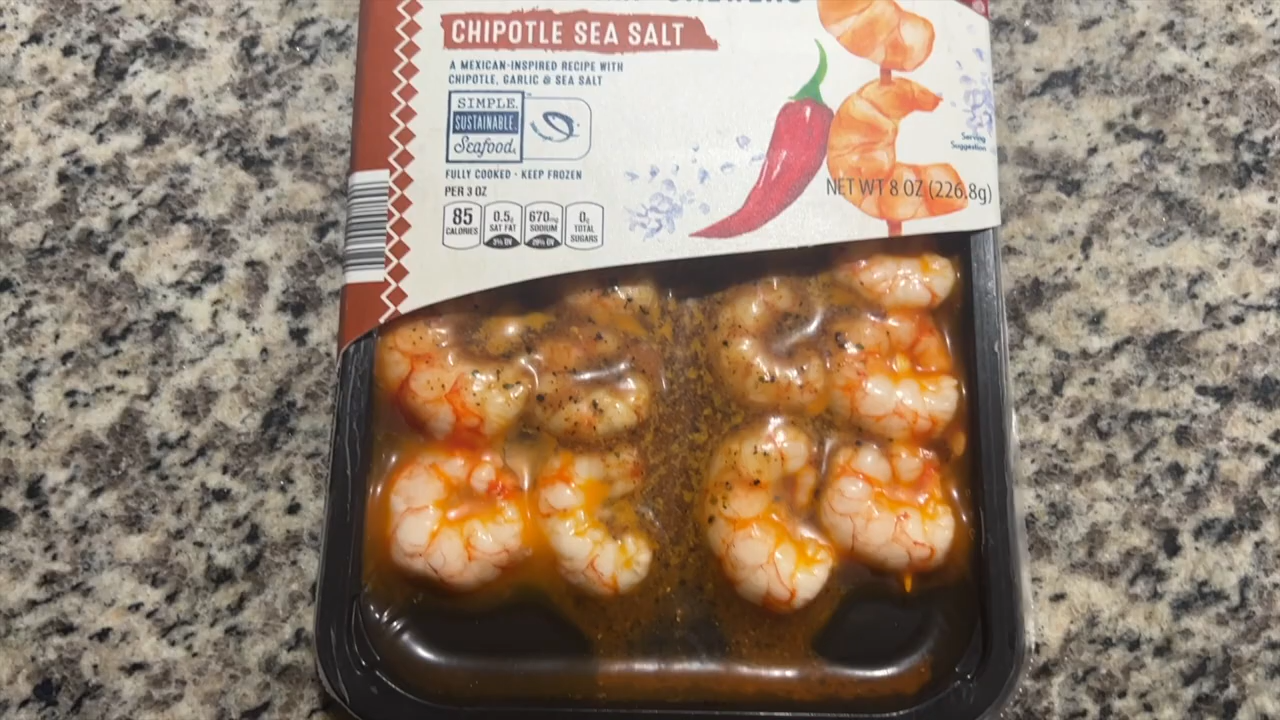 CHIPOTLE SEA SALT
A MEXICAN-INSPIRED RECIPE WITH
CHIPOTLE, GARLIC & SEA SALT
SIMPLE.
SUSTAINABLE.
Seafood.
FULLY COOKED • KEEP FROZEN
PER 3 OZ
85
CALORIES
0.5g
SAT FAT
3% DV
670mg
SODIUM
29% DV
0g
TOTAL
SUGARS
Serving
Suggestion
NET WT 8 OZ (226.8g)